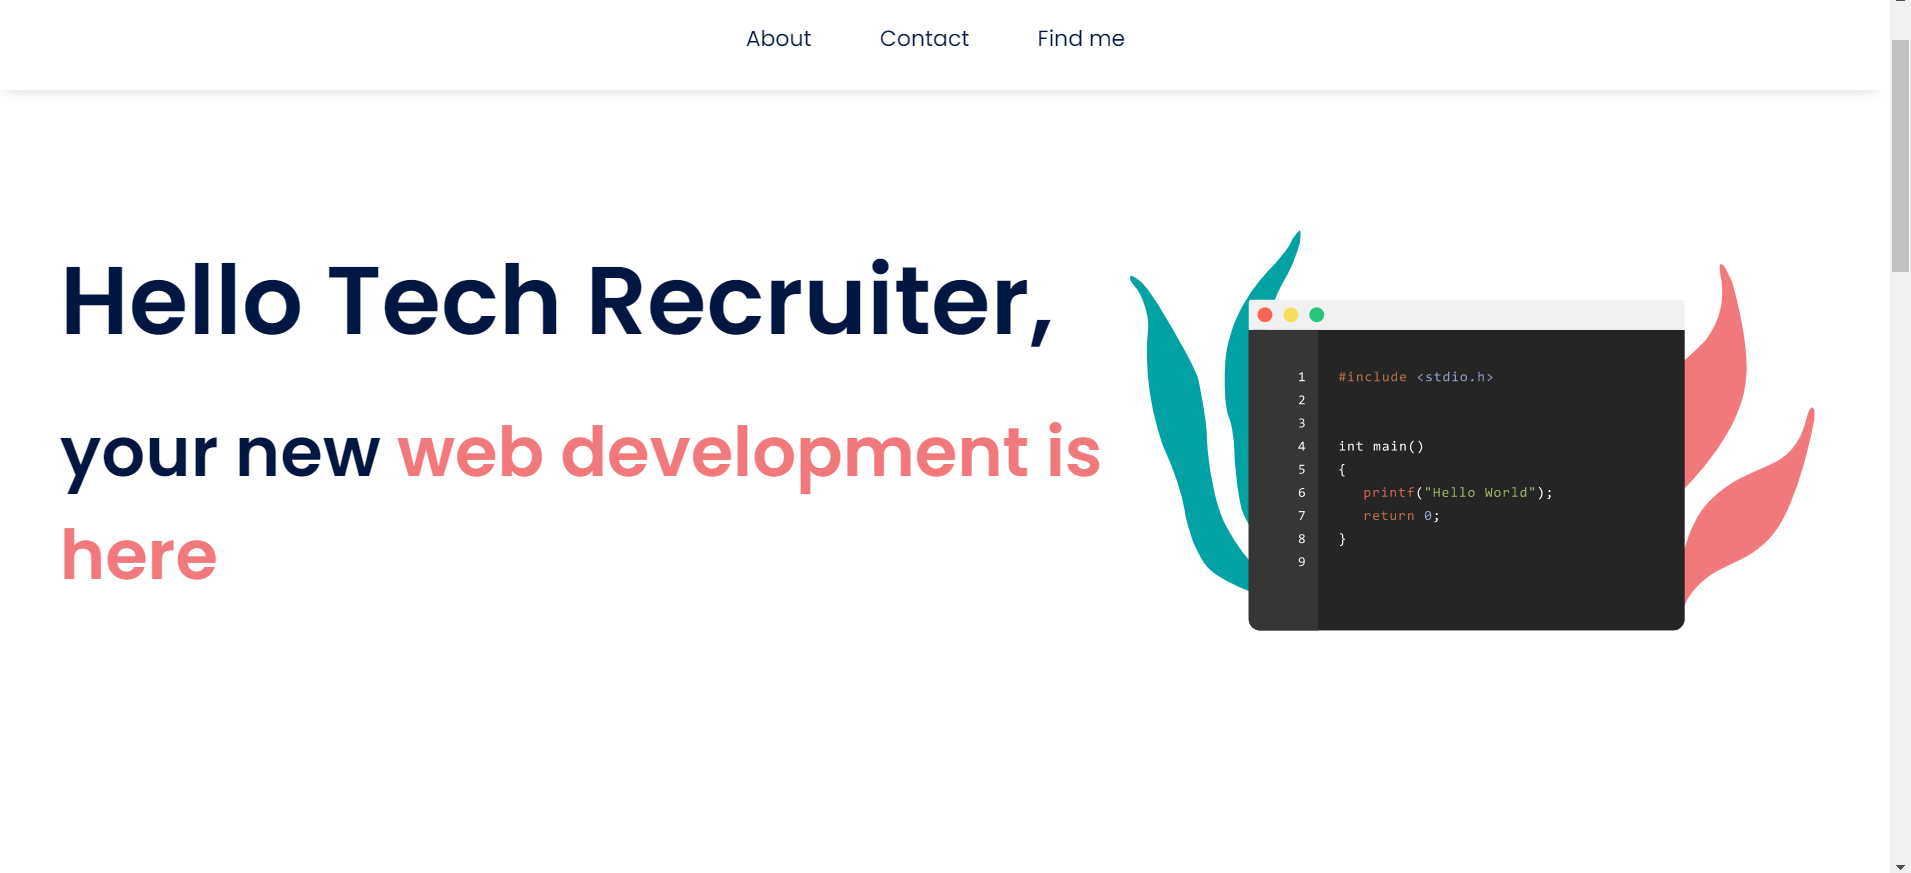 About Contact Find me
Hello Tech Recruiter,
your new web development is
here
1 #include <stdio.h>
2
3
4 int main()
5 {
6 printf("Hello World");
7 return 0;
8 }
9